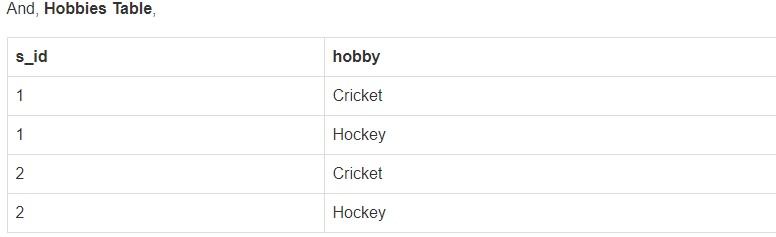 And, Hobbies Table,
s_id hobby
1 Cricket
1 Hockey
2 Cricket
2 Hockey